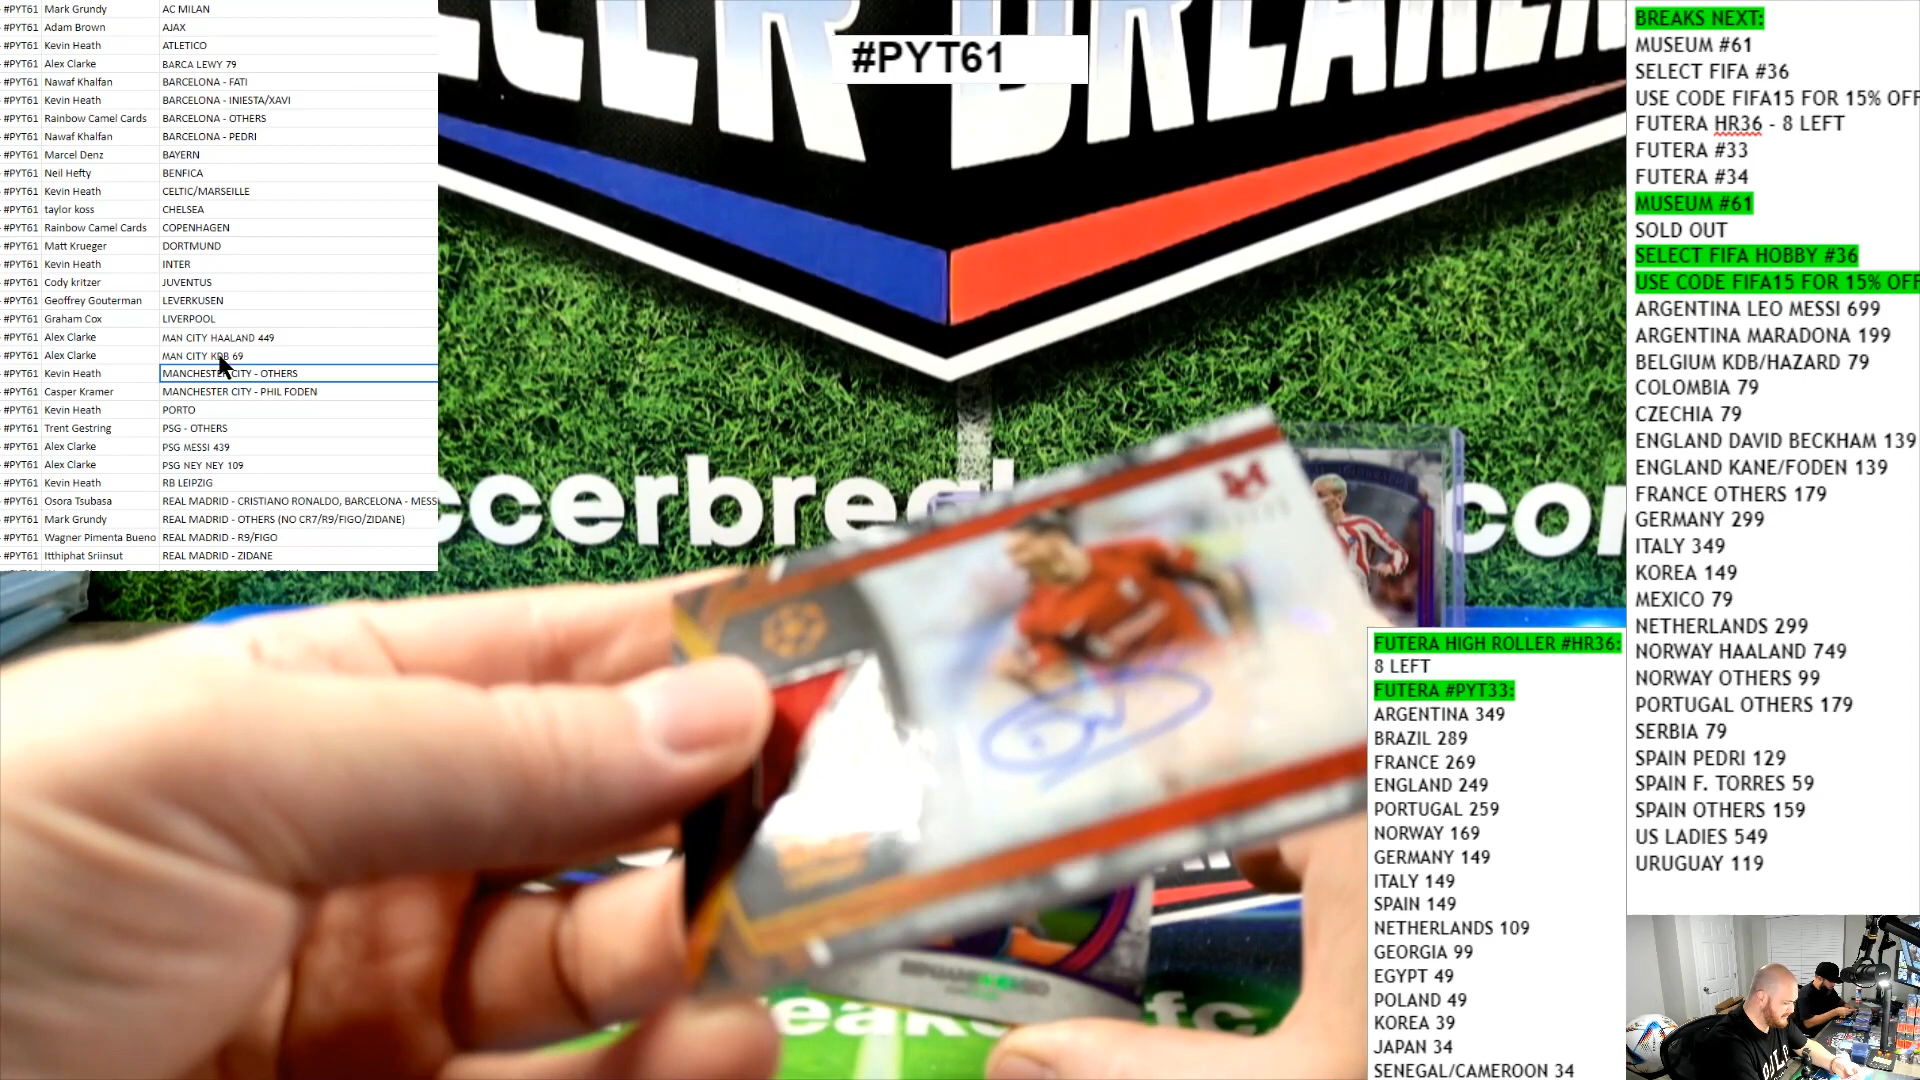 #PYT61 Mark Grundy AC MILAN
#PYT61 Adam Brown AJAX
#PYT61 Kevin Heath ATLETICO
#PYT61 Alex Clarke BARCA LEWY 79
#PYT61 Nawaf Khalfan BARCELONA - FATI
#PYT61 Kevin Heath BARCELONA - INIESTA/XAVI
#PYT61 Rainbow Camel Cards BARCELONA - OTHERS
#PYT61 Nawaf Khalfan BARCELONA - PEDRI
#PYT61 Marcel Denz BAYERN
#PYT61 Neil Hefty BENFICA
#PYT61 Kevin Heath CELTIC/MARSEILLE
#PYT61 taylor koss CHELSEA
#PYT61 Rainbow Camel Cards COPENHAGEN
#PYT61 Matt Krueger DORTMUND
#PYT61 Kevin Heath INTER
#PYT61 Cody kritzer JUVENTUS
#PYT61 Geoffrey Gouterman LEVERKUSEN
#PYT61 Graham Cox LIVERPOOL
#PYT61 Alex Clarke MAN CITY HAALAND 449
#PYT61 Alex Clarke MAN CITY KDB 69
#PYT61 Kevin Heath MANCHESTER CITY - OTHERS
#PYT61 Casper Kramer MANCHESTER CITY - PHIL FODEN
#PYT61 Kevin Heath PORTO
#PYT61 Trent Gestring PSG - OTHERS
#PYT61 Alex Clarke PSG MESSI 439
#PYT61 Alex Clarke PSG NEY NEY 109
#PYT61 Kevin Heath RB LEIPZIG
#PYT61 Osora Tsubasa REAL MADRID - CRISTIANO RONALDO, BARCELONA - MESS
#PYT61 Mark Grundy REAL MADRID - OTHERS (NO CR7/R9/FIGO/ZIDANE)
#PYT61 Wagner Pimenta Bueno REAL MADRID - R9/FIGO
#PYT61 Itthiphat Sriinsut REAL MADRID - ZIDANE
#PYT61
BREAKS NEXT:
MUSEUM #61
SELECT FIFA #36
USE CODE FIFA15 FOR 15% OFF
FUTERA HR36 - 8 LEFT
FUTERA #33
FUTERA #34
MUSEUM #61
SOLD OUT
SELECT FIFA HOBBY #36
USE CODE FIFA15 FOR 15% OFF
ARGENTINA LEO MESSI 699
ARGENTINA MARADONA 199
BELGIUM KDB/HAZARD 79
COLOMBIA 79
CZECHIA 79
ENGLAND DAVID BECKHAM 139
ENGLAND KANE/FODEN 139
FRANCE OTHERS 179
GERMANY 299
ITALY 349
KOREA 149
MEXICO 79
NETHERLANDS 299
NORWAY HAALAND 749
NORWAY OTHERS 99
PORTUGAL OTHERS 179
SERBIA 79
SPAIN PEDRI 129
SPAIN F. TORRES 59
SPAIN OTHERS 159
US LADIES 549
URUGUAY 119
FUTERA HIGH ROLLER #HR36:
8 LEFT
FUTERA #PYT33:
ARGENTINA 349
BRAZIL 289
FRANCE 269
ENGLAND 249
PORTUGAL 259
NORWAY 169
GERMANY 149
ITALY 149
SPAIN 149
NETHERLANDS 109
GEORGIA 99
EGYPT 49
POLAND 49
KOREA 39
JAPAN 34
SENEGAL/CAMEROON 34